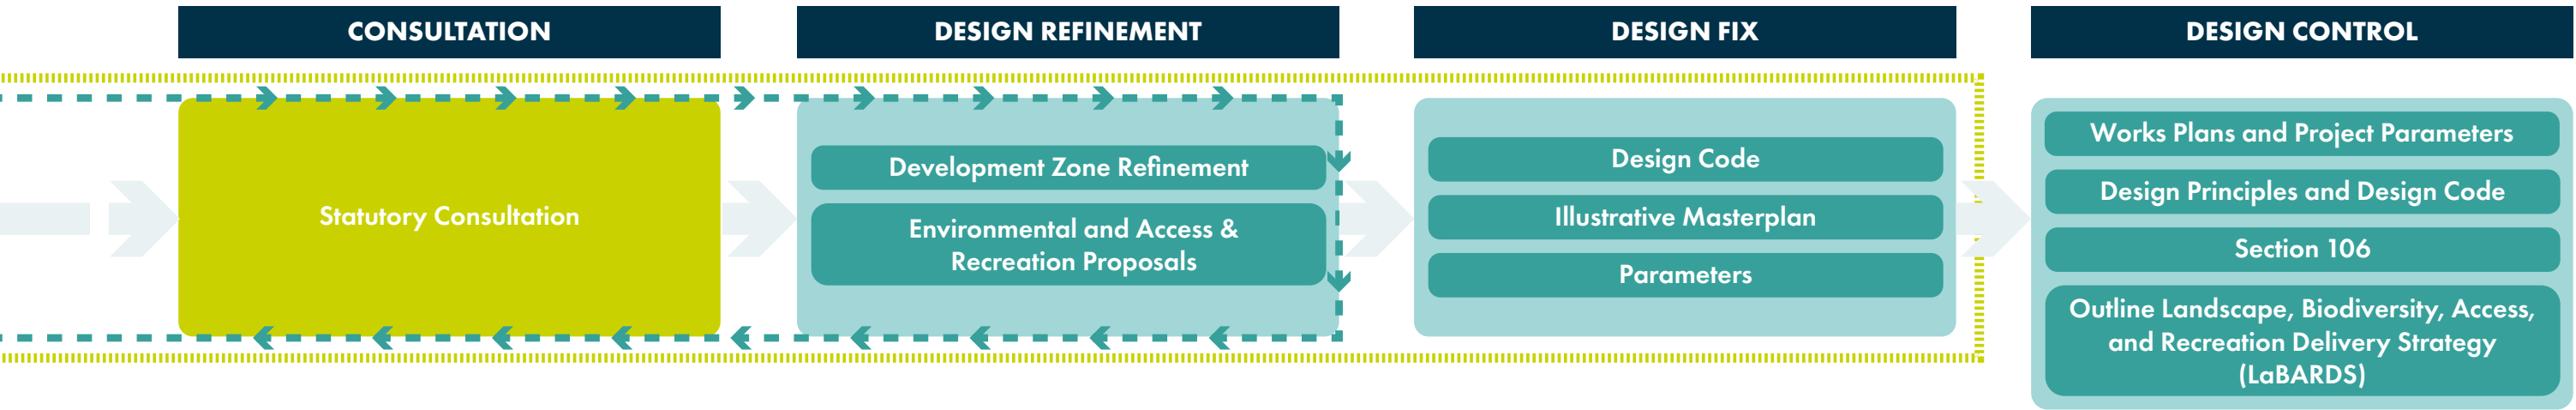 CONSULTATION
Statutory Consultation
DESIGN REFINEMENT
Development Zone Refinement
Environmental and Access &
Recreation Proposals
DESIGN FIX
Design Code
Illustrative Masterplan
Parameters
DESIGN CONTROL
Works Plans and Project Parameters
Design Principles and Design Code
Section 106
Outline Landscape, Biodiversity, Access,
and Recreation Delivery Strategy
(LaBARDS)